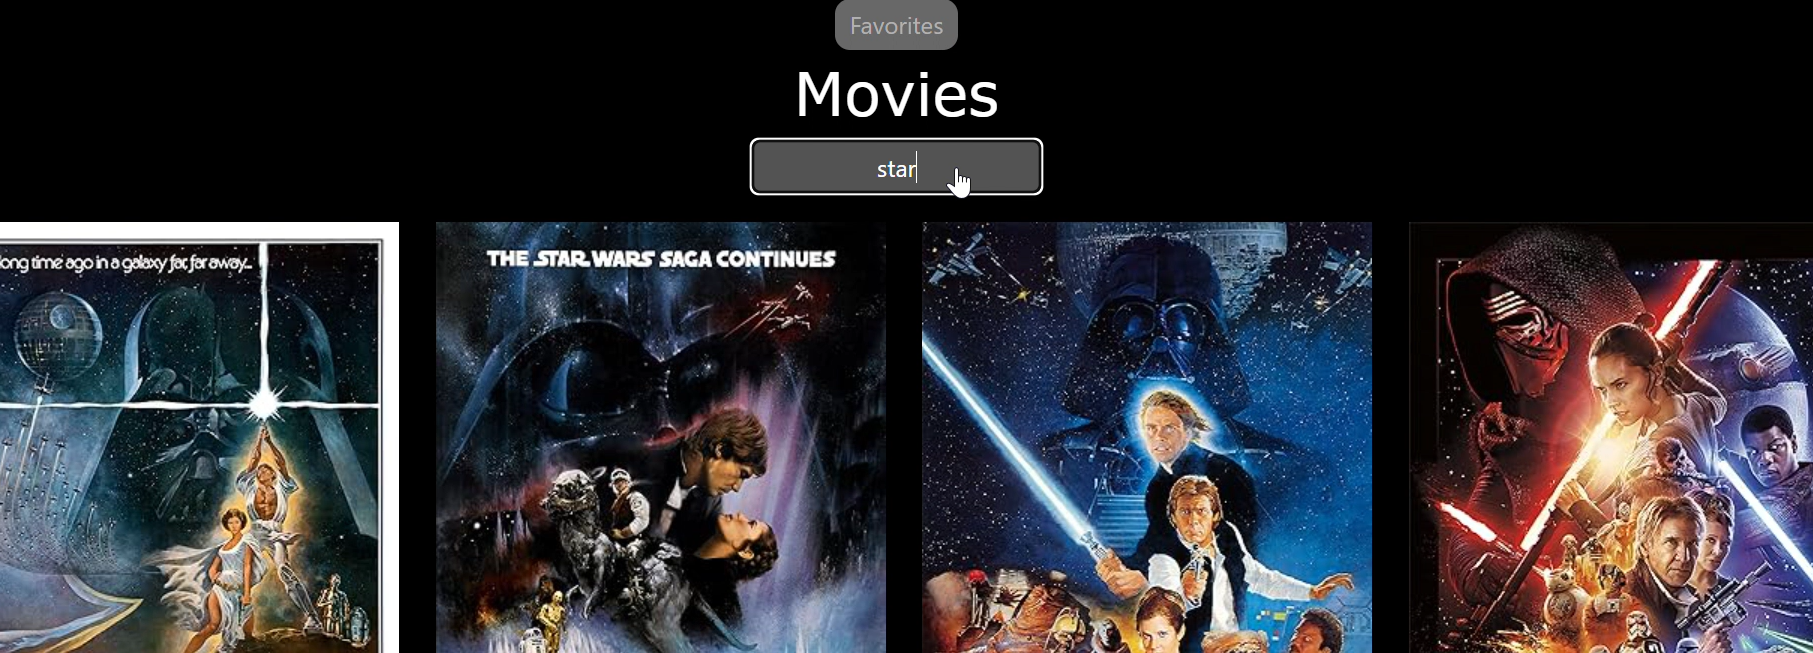 Favorites
Movies
star
long time ago in a galaxy far, far away...
THE STAR WARS SAGA CONTINUES